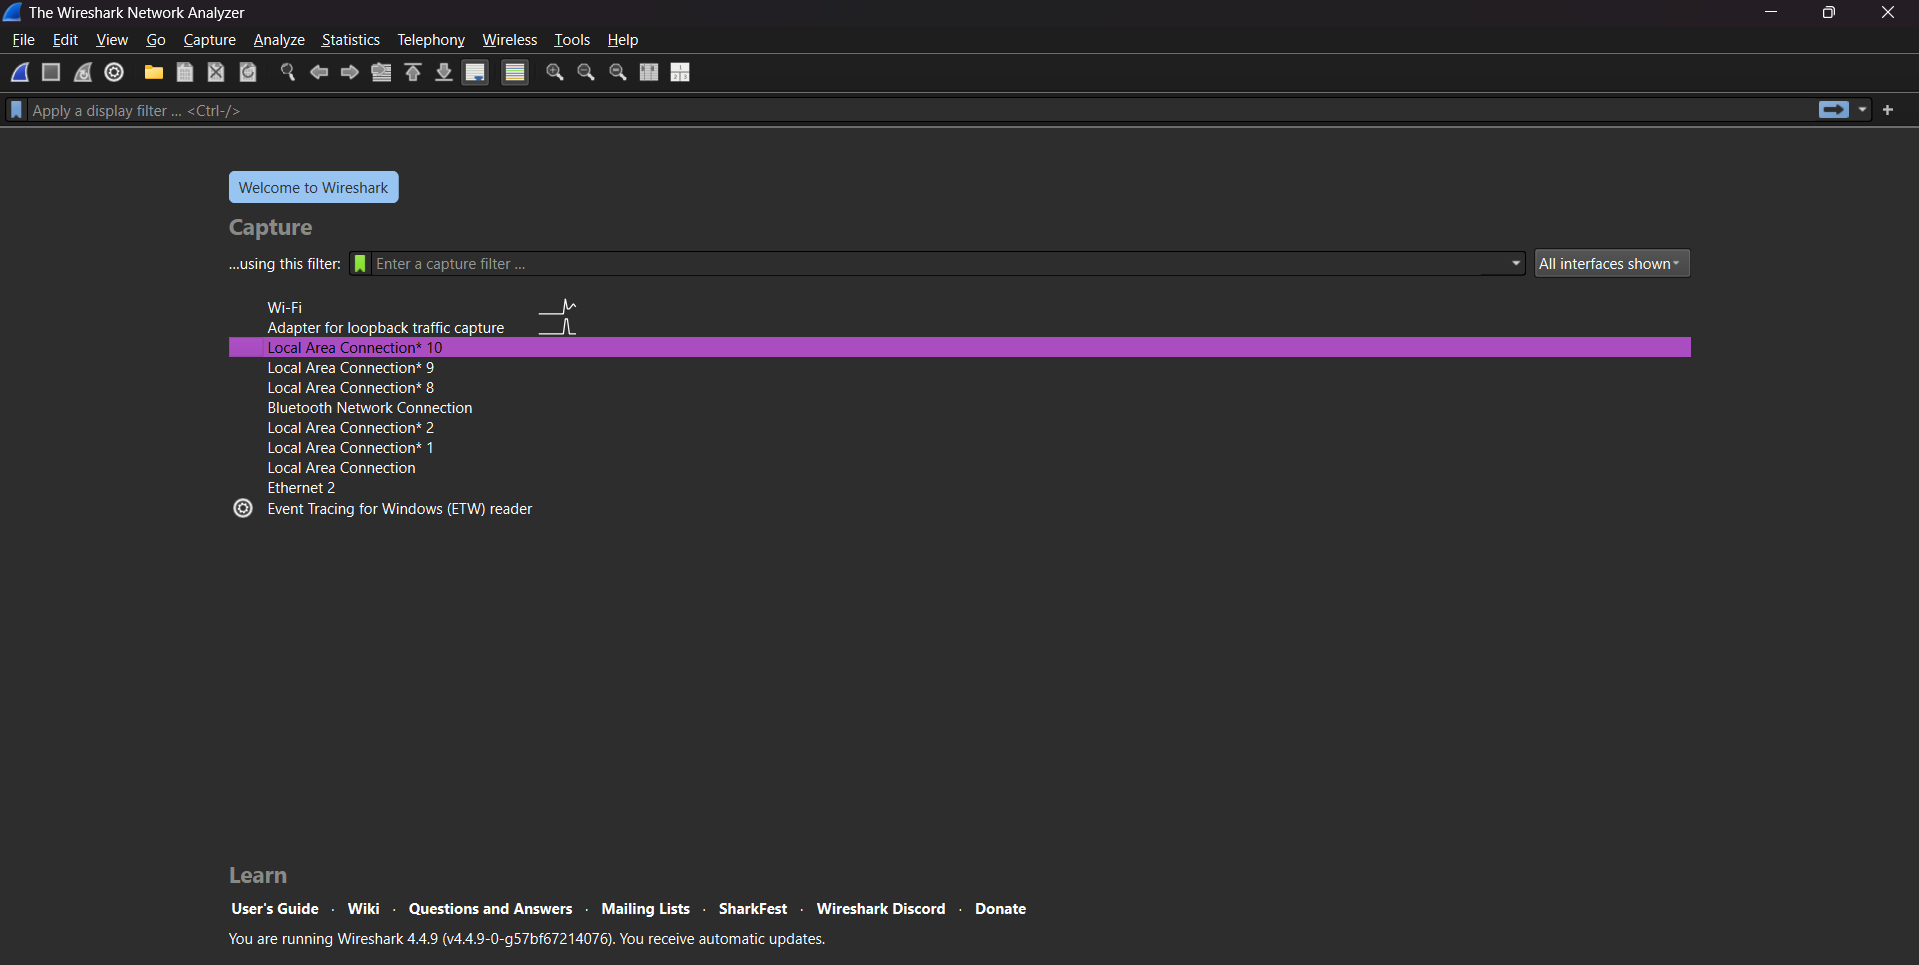 The Wireshark Network Analyzer
File Edit View Go Capture Analyze Statistics Telephony Wireless Tools Help
Apply a display filter ... <Ctrl-/>
Welcome to Wireshark
Capture
...using this filter: Enter a capture filter ... All interfaces shown
Wi-Fi
Adapter for loopback traffic capture
Local Area Connection* 10
Local Area Connection* 9
Local Area Connection* 8
Bluetooth Network Connection
Local Area Connection* 2
Local Area Connection* 1
Local Area Connection
Ethernet 2
Event Tracing for Windows (ETW) reader
Learn
User's Guide · Wiki · Questions and Answers · Mailing Lists · SharkFest · Wireshark Discord · Donate
You are running Wireshark 4.4.9 (v4.4.9-0-g57bf67214076). You receive automatic updates.